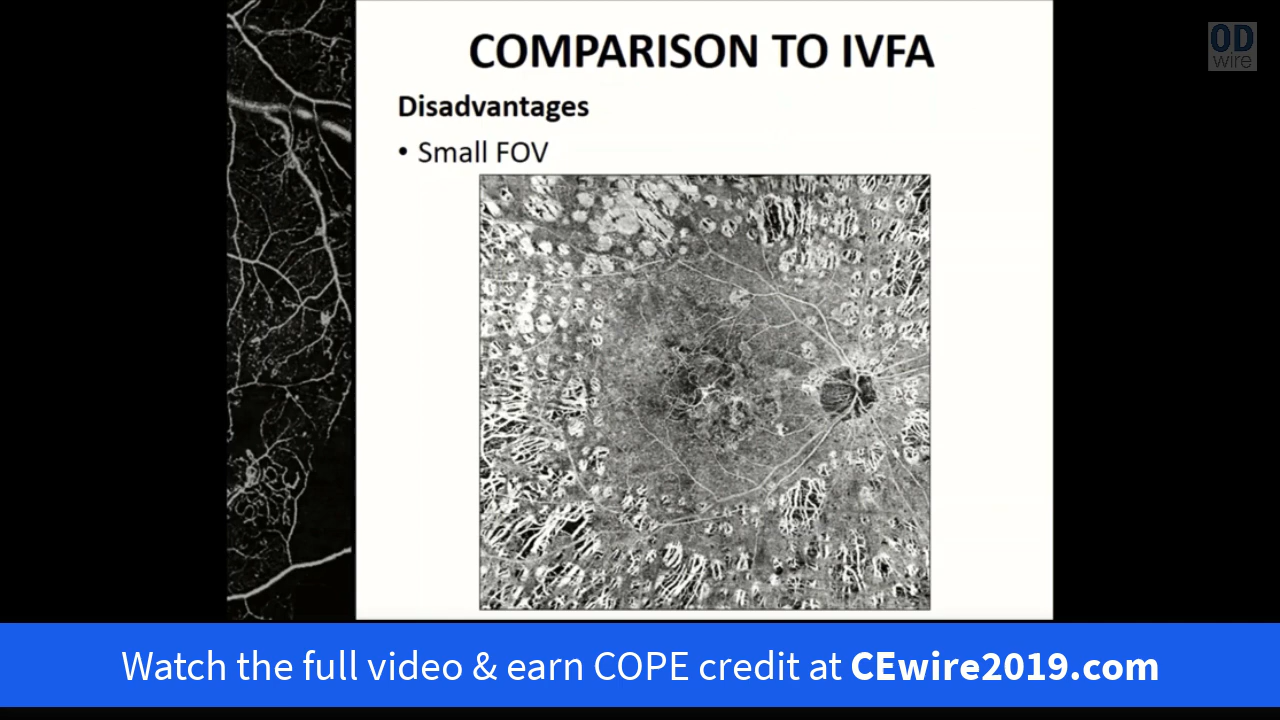 COMPARISON TO IVFA
OD
wire
Disadvantages
• Small FOV
Watch the full video & earn COPE credit at CEwire2019.com